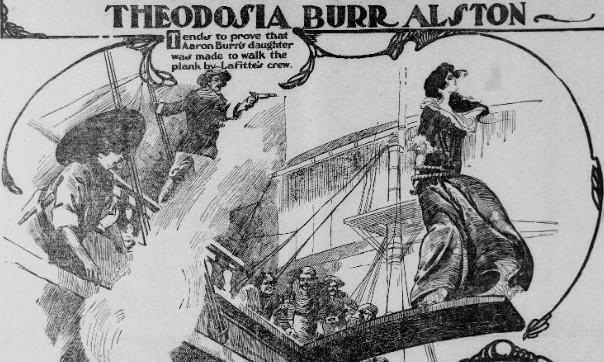 THEODOSIA BURR ALSTON
Tends to prove that
Aaron Burr's daughter
was made to walk the
plank by Lafitte's crew.